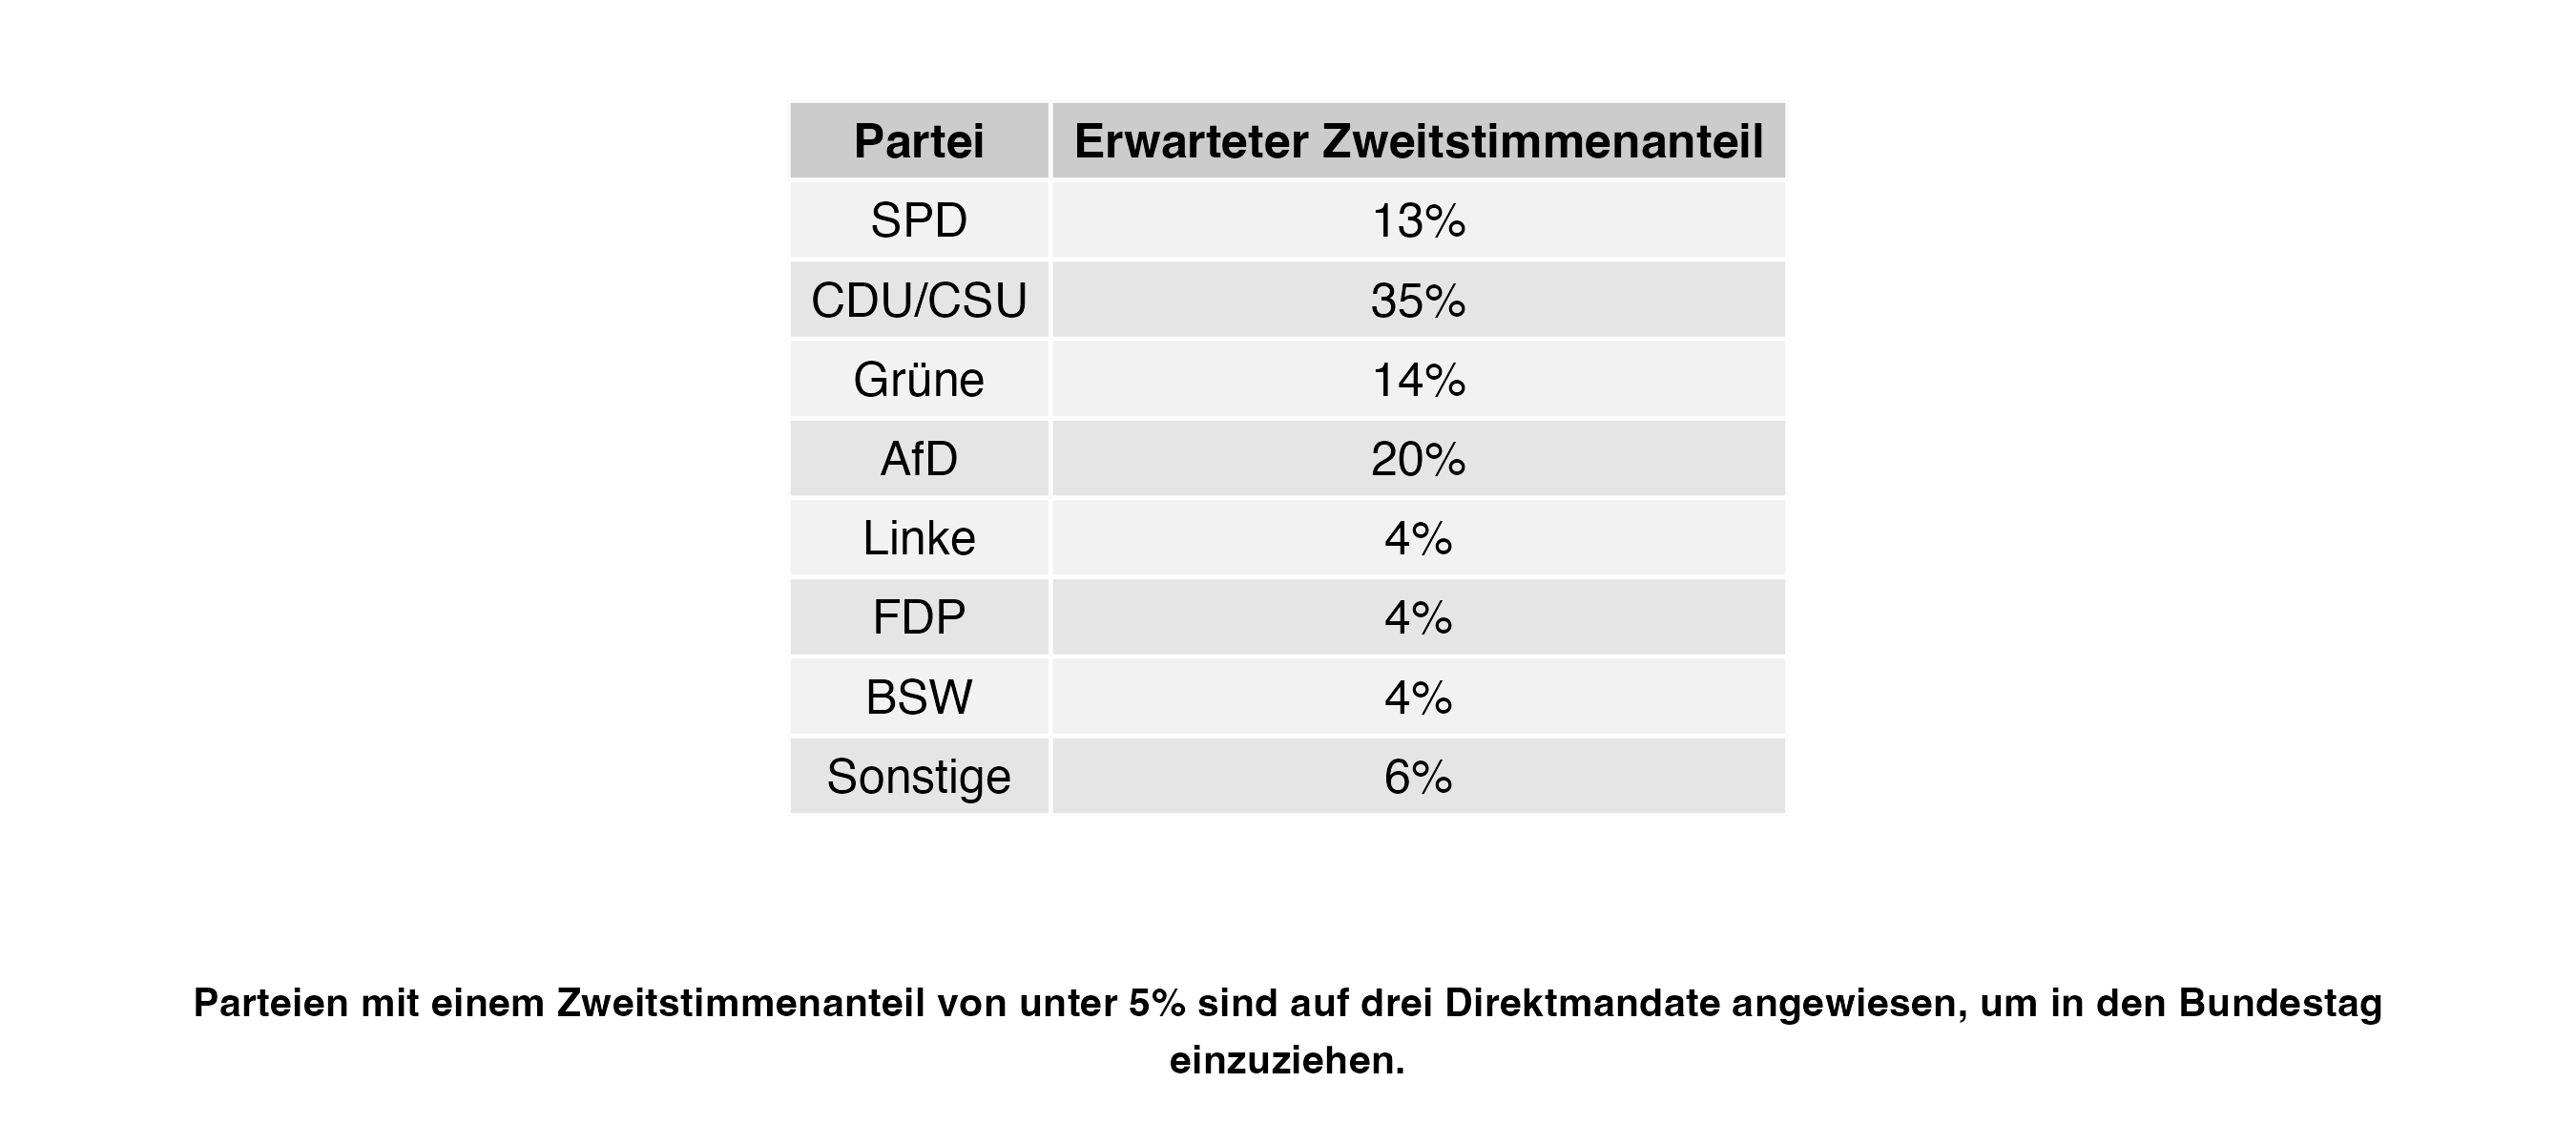 Partei Erwarteter Zweitstimmenanteil
SPD 13%
CDU/CSU 35%
Grüne 14%
AfD 20%
Linke 4%
FDP 4%
BSW 4%
Sonstige 6%
Parteien mit einem Zweitstimmenanteil von unter 5% sind auf drei Direktmandate angewiesen, um in den Bundestag
einzuziehen.